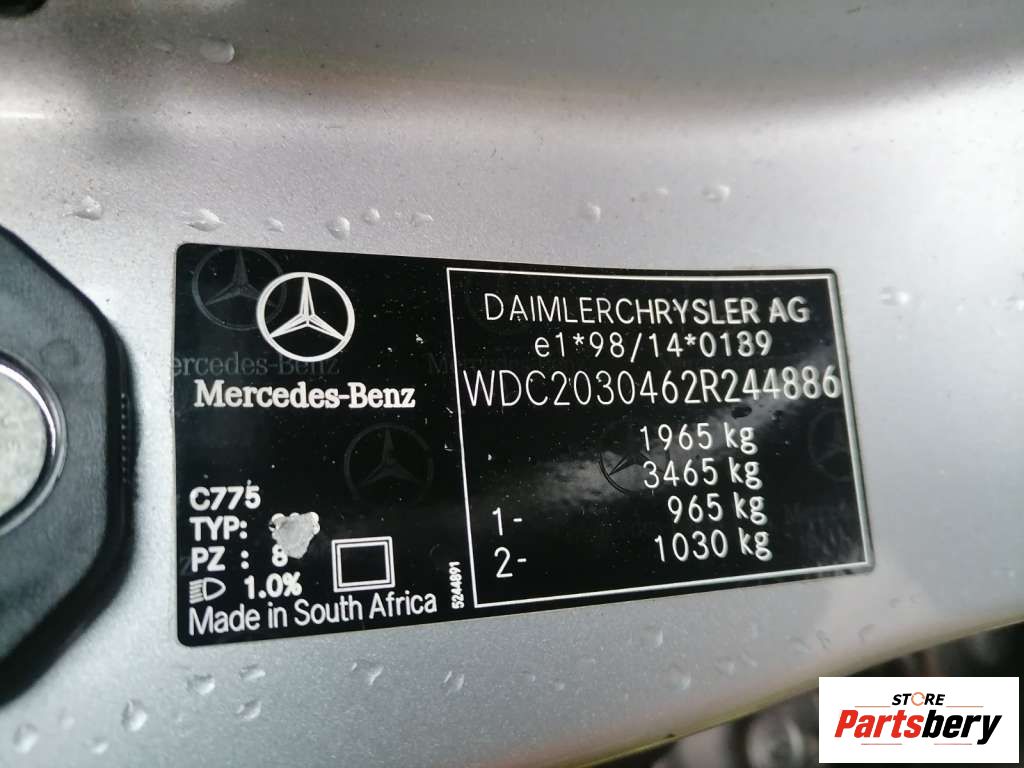 Mercedes-Benz
C775
TYP:
PZ : 8
1.0%
Made in South Africa
5244891
DAIMLERCHRYSLER AG
e1*98/14*0189
WDC2030462R244886
1965 kg
3465 kg
1- 965 kg
2- 1030 kg
STORE
Partsbery